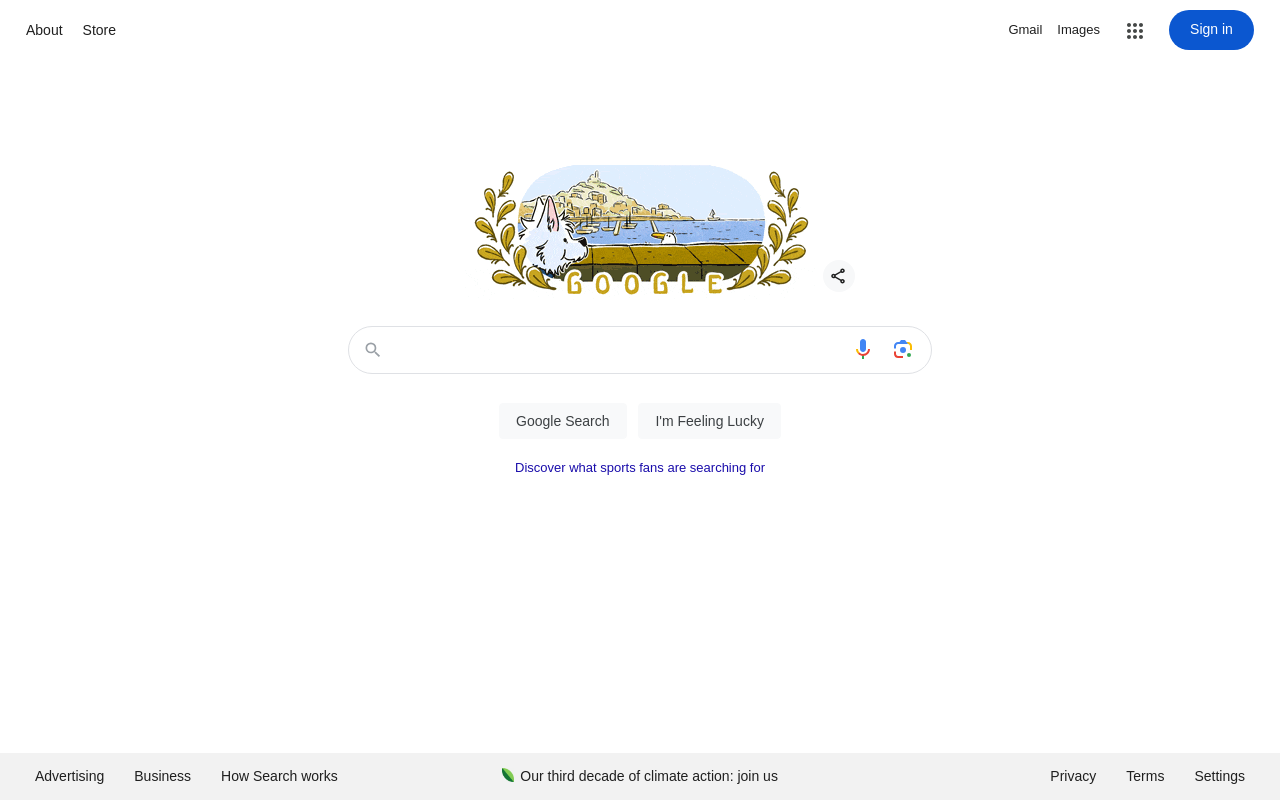 About Store
Gmail Images Sign in
GOOGLE
Google Search I'm Feeling Lucky
Discover what sports fans are searching for
Advertising Business How Search works Our third decade of climate action: join us Privacy Terms Settings